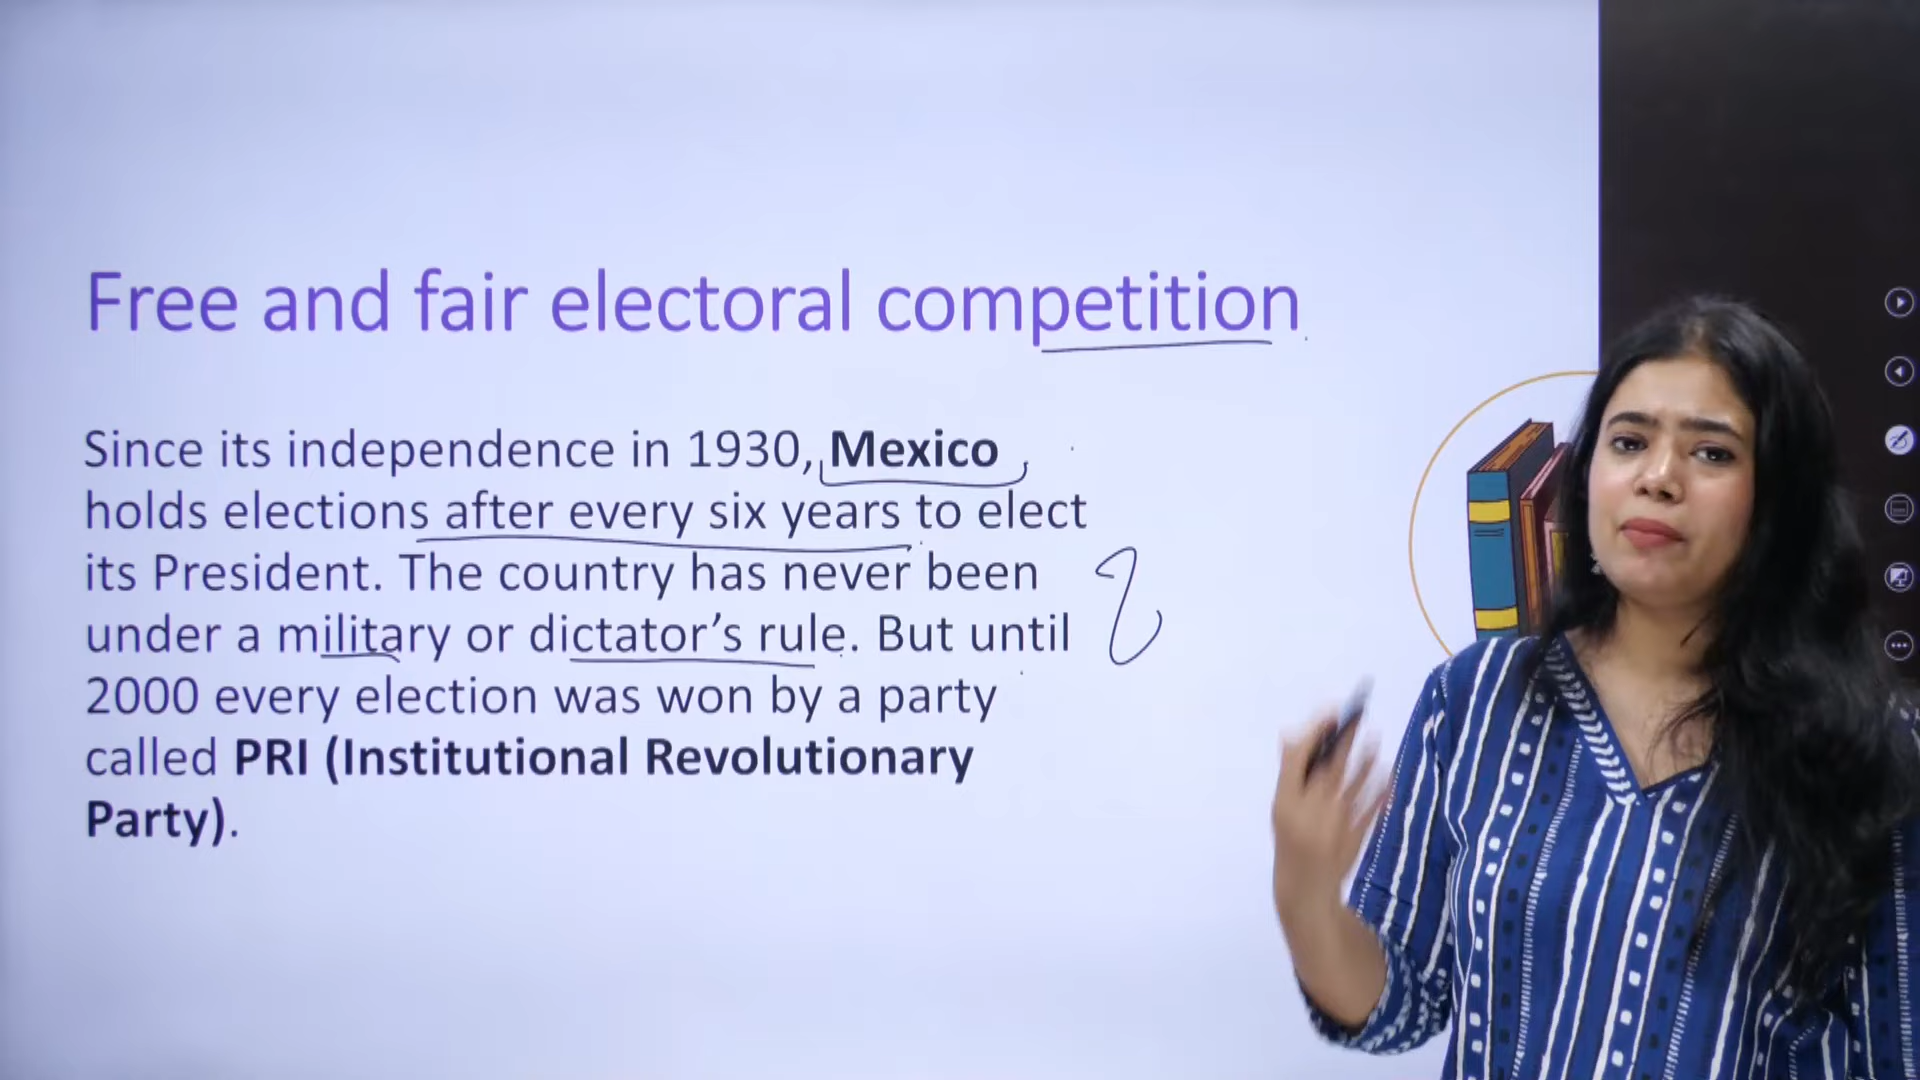 Free and fair electoral competition
Since its independence in 1930, Mexico
holds elections after every six years to elect
its President. The country has never been
under a military or dictator’s rule. But until
2000 every election was won by a party
called PRI (Institutional Revolutionary
Party).